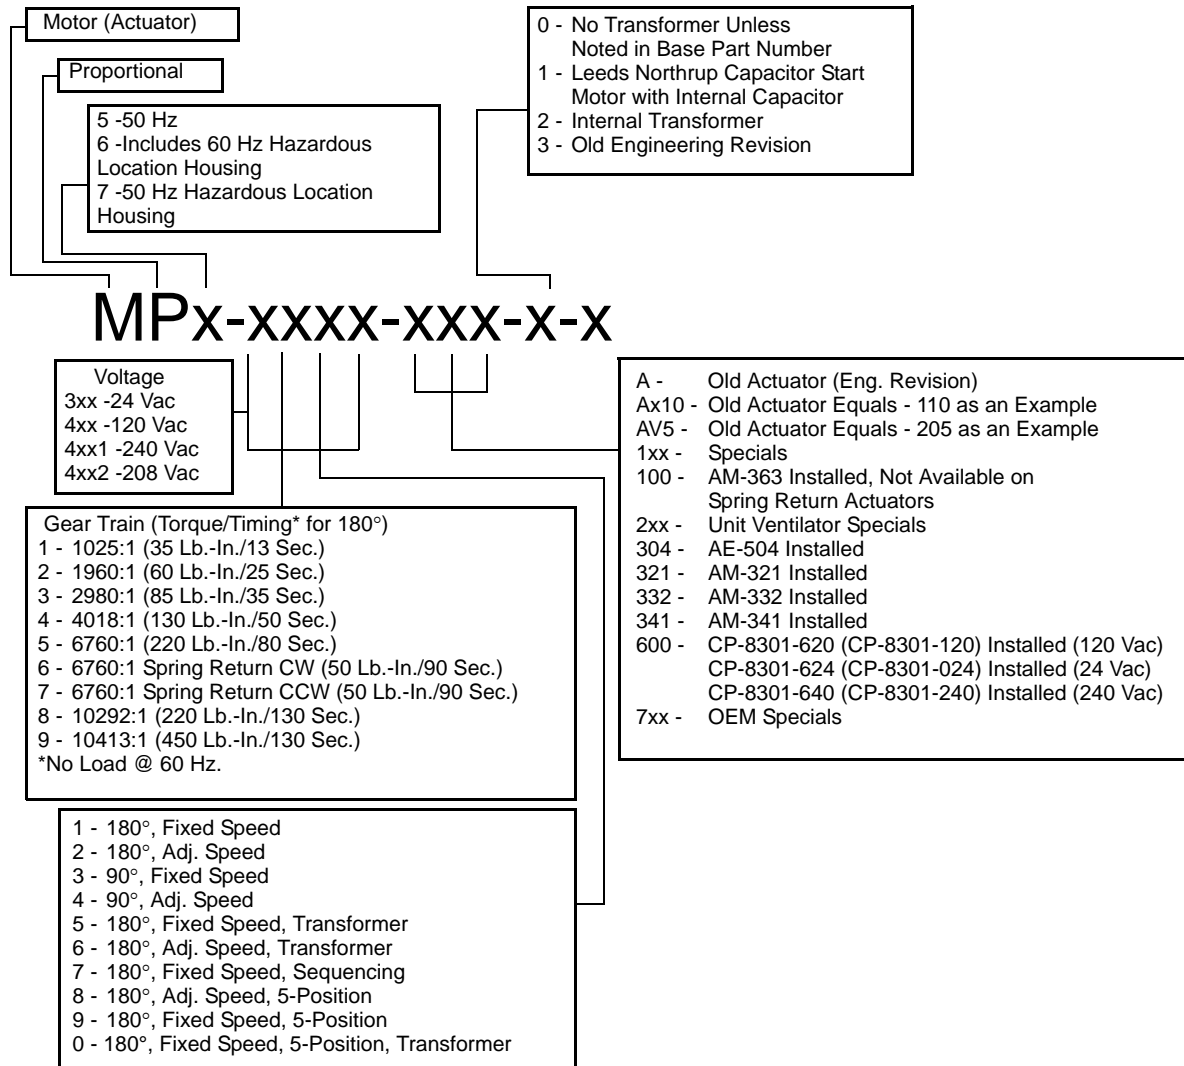 Motor (Actuator)
Proportional
5 -50 Hz
6 -Includes 60 Hz Hazardous
Location Housing
7 -50 Hz Hazardous Location
Housing
0 - No Transformer Unless
Noted in Base Part Number
1 - Leeds Northrup Capacitor Start
Motor with Internal Capacitor
2 - Internal Transformer
3 - Old Engineering Revision
MPx-xxxx-xxx-x-x
Voltage
3xx -24 Vac
4xx -120 Vac
4xx1 -240 Vac
4xx2 -208 Vac
A - Old Actuator (Eng. Revision)
Ax10 - Old Actuator Equals - 110 as an Example
AV5 - Old Actuator Equals - 205 as an Example
1xx - Specials
100 - AM-363 Installed, Not Available on
Spring Return Actuators
2xx - Unit Ventilator Specials
304 - AE-504 Installed
321 - AM-321 Installed
332 - AM-332 Installed
341 - AM-341 Installed
600 - CP-8301-620 (CP-8301-120) Installed (120 Vac)
CP-8301-624 (CP-8301-024) Installed (24 Vac)
CP-8301-640 (CP-8301-240) Installed (240 Vac)
7xx - OEM Specials
Gear Train (Torque/Timing* for 180°)
1 - 1025:1 (35 Lb.-In./13 Sec.)
2 - 1960:1 (60 Lb.-In./25 Sec.)
3 - 2980:1 (85 Lb.-In./35 Sec.)
4 - 4018:1 (130 Lb.-In./50 Sec.)
5 - 6760:1 (220 Lb.-In./80 Sec.)
6 - 6760:1 Spring Return CW (50 Lb.-In./90 Sec.)
7 - 6760:1 Spring Return CCW (50 Lb.-In./90 Sec.)
8 - 10292:1 (220 Lb.-In./130 Sec.)
9 - 10413:1 (450 Lb.-In./130 Sec.)
*No Load @ 60 Hz.
1 - 180°, Fixed Speed
2 - 180°, Adj. Speed
3 - 90°, Fixed Speed
4 - 90°, Adj. Speed
5 - 180°, Fixed Speed, Transformer
6 - 180°, Adj. Speed, Transformer
7 - 180°, Fixed Speed, Sequencing
8 - 180°, Adj. Speed, 5-Position
9 - 180°, Fixed Speed, 5-Position
0 - 180°, Fixed Speed, 5-Position, Transformer